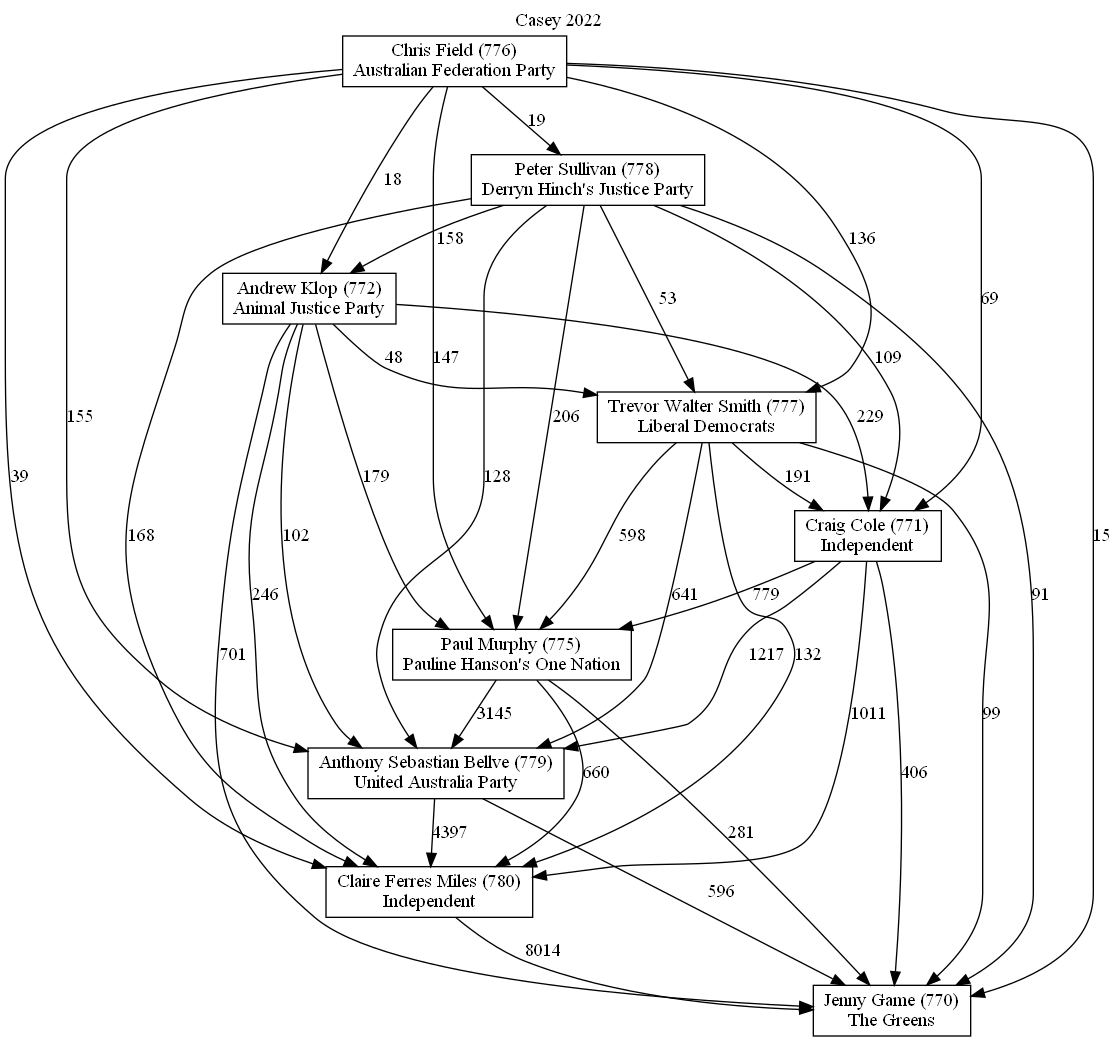 Casey 2022
Chris Field (776)
Australian Federation Party
19
Peter Sullivan (778)
Derryn Hinch's Justice Party
18
158
136
Andrew Klop (772)
Animal Justice Party
53
69
48
147
109
Trevor Walter Smith (777)
Liberal Democrats
155
206
229
39
179
128
191
Craig Cole (771)
Independent
15
168
102
598
246
641
779
91
Paul Murphy (775)
Pauline Hanson's One Nation
701
1217
132
3145
1011
99
Anthony Sebastian Bellve (779)
United Australia Party
660
406
4397
281
Claire Ferres Miles (780)
Independent
596
8014
Jenny Game (770)
The Greens